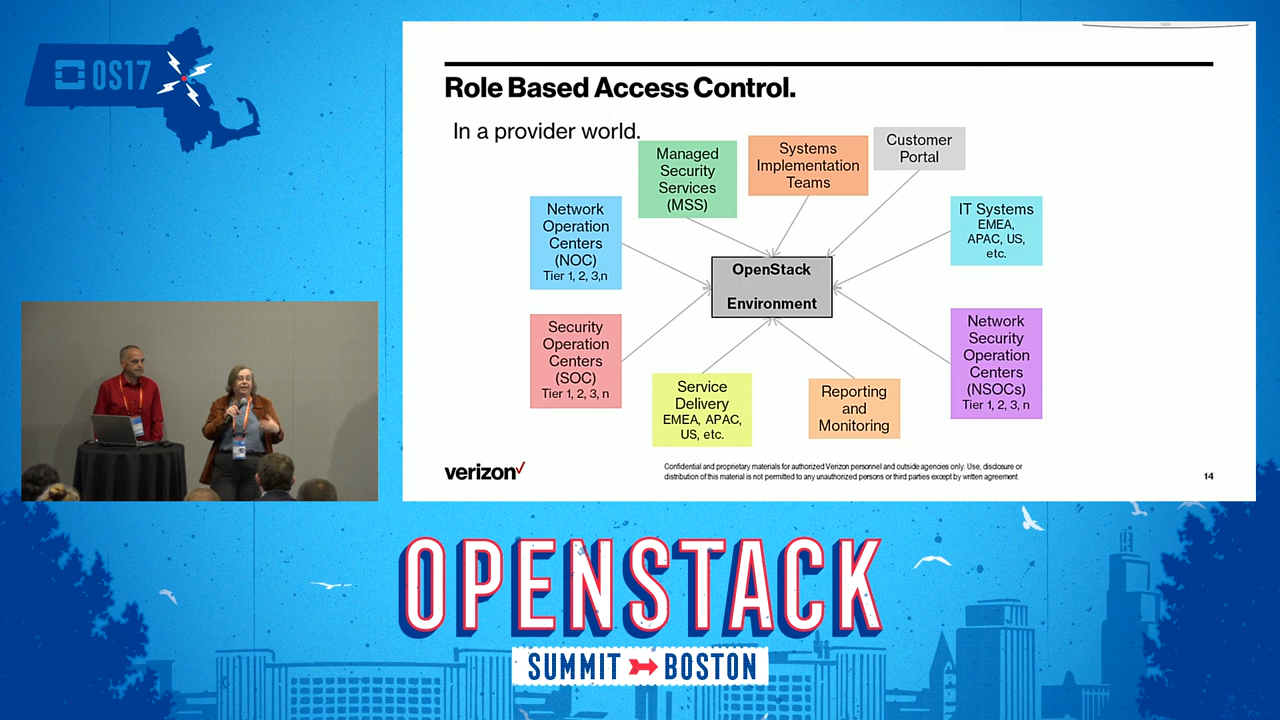 OS17
Role Based Access Control.
In a provider world.
Managed
Security
Services
(MSS)
Systems
Implementation
Teams
Customer
Portal
Network
Operation
Centers
(NOC)
Tier 1, 2, 3,n
IT Systems
EMEA,
APAC, US,
etc.
OpenStack
Environment
Security
Operation
Centers
(SOC)
Tier 1, 2, 3, n
Network
Security
Operation
Centers
(NSOCs)
Tier 1, 2, 3, n
Service
Delivery
EMEA, APAC,
US, etc.
Reporting
and
Monitoring
verizon
Confidential and proprietary materials for authorized Verizon personnel and outside agencies only. Use, disclosure or
distribution of this material is not permitted to any unauthorized persons or third parties except by written agreement.
14
OPENSTACK
SUMMIT BOSTON